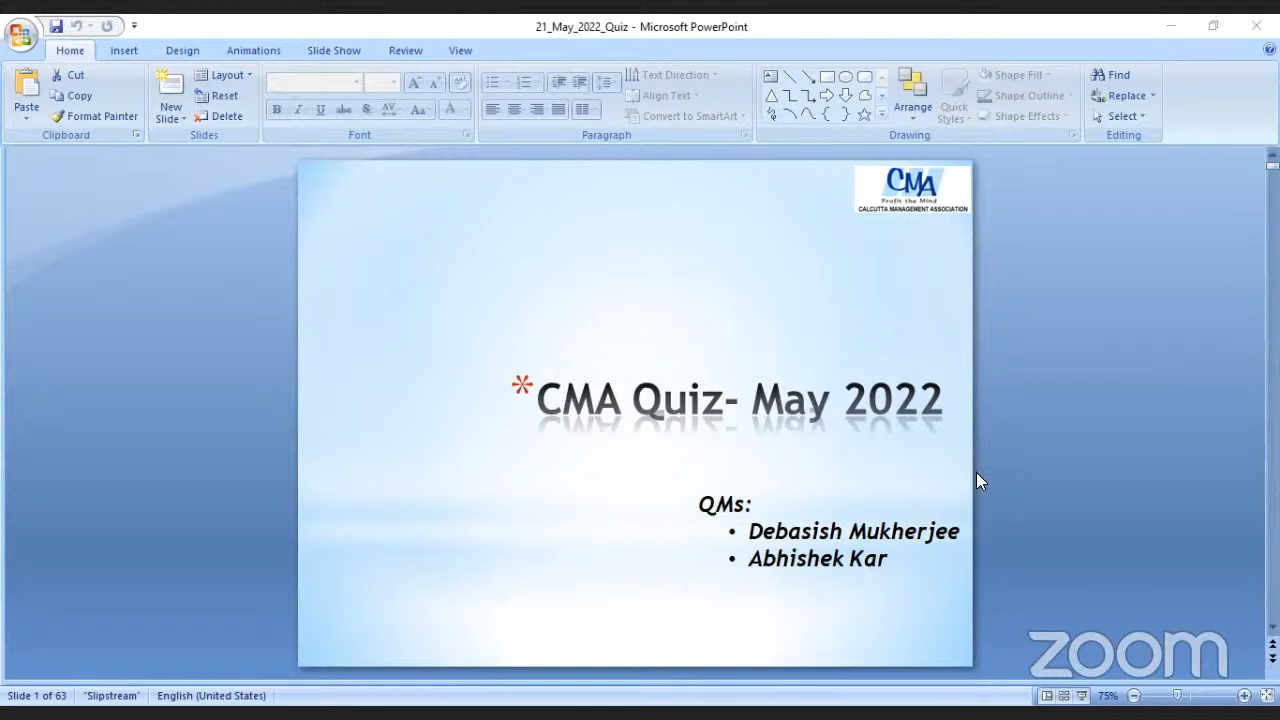 21_May_2022_Quiz - Microsoft PowerPoint
Home Insert Design Animations Slide Show Review View
Paste
Cut
Copy
Format Painter
Clipboard
New Slide
Layout
Reset
Delete
Slides
B I U abc S AV Aa A
Font
Text Direction
Align Text
Convert to SmartArt
Paragraph
Arrange
Quick Styles
Shape Fill
Shape Outline
Shape Effects
Drawing
Find
Replace
Select
Editing
CMA
Profit the Mind
CALCUTTA MANAGEMENT ASSOCIATION
*CMA Quiz- May 2022
QMs:
• Debasish Mukherjee
• Abhishek Kar
zoom
Slide 1 of 63 "Slipstream" English (United States) 75%